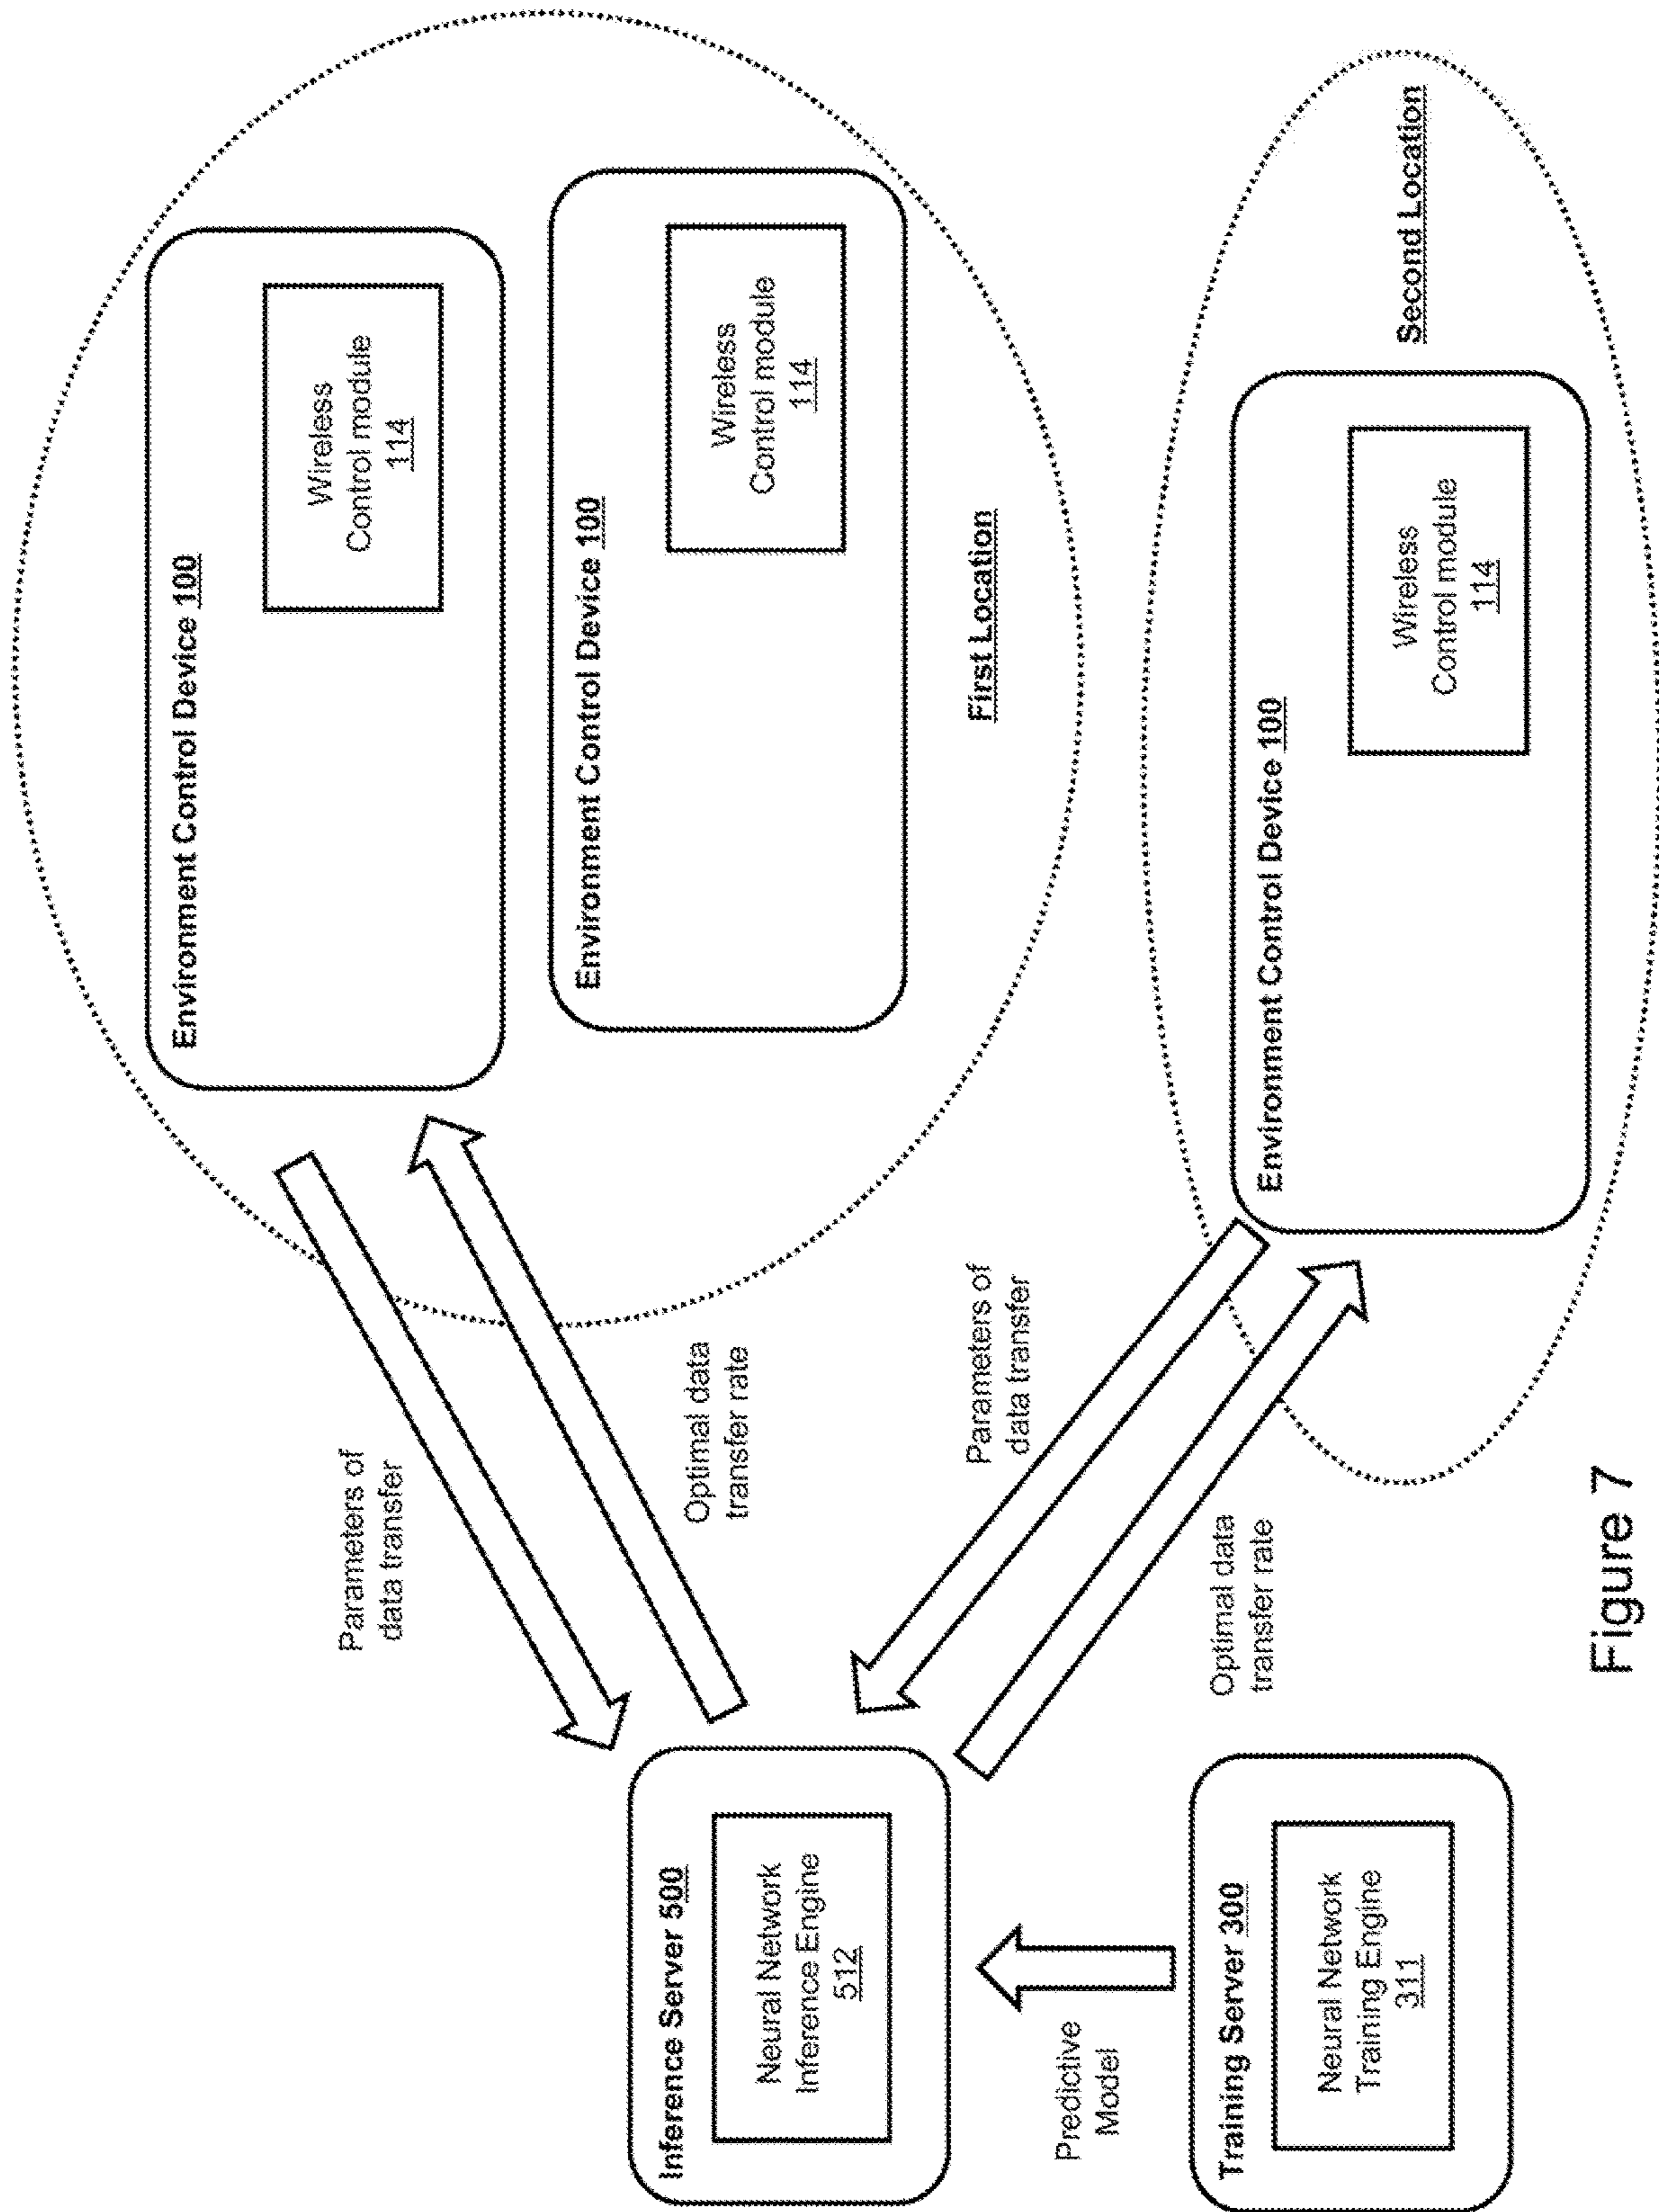 Environment Control Device 100
Wireless
Control module
114
Environment Control Device 100
Wireless
Control module
114
First Location
Parameters of
data transfer
Optimal data
transfer rate
Inference Server 500
Neural Network
Inference Engine
512
Parameters of
data transfer
Optimal data
transfer rate
Predictive
Model
Training Server 300
Neural Network
Training Engine
311
Environment Control Device 100
Wireless
Control module
114
Second Location
Figure 7